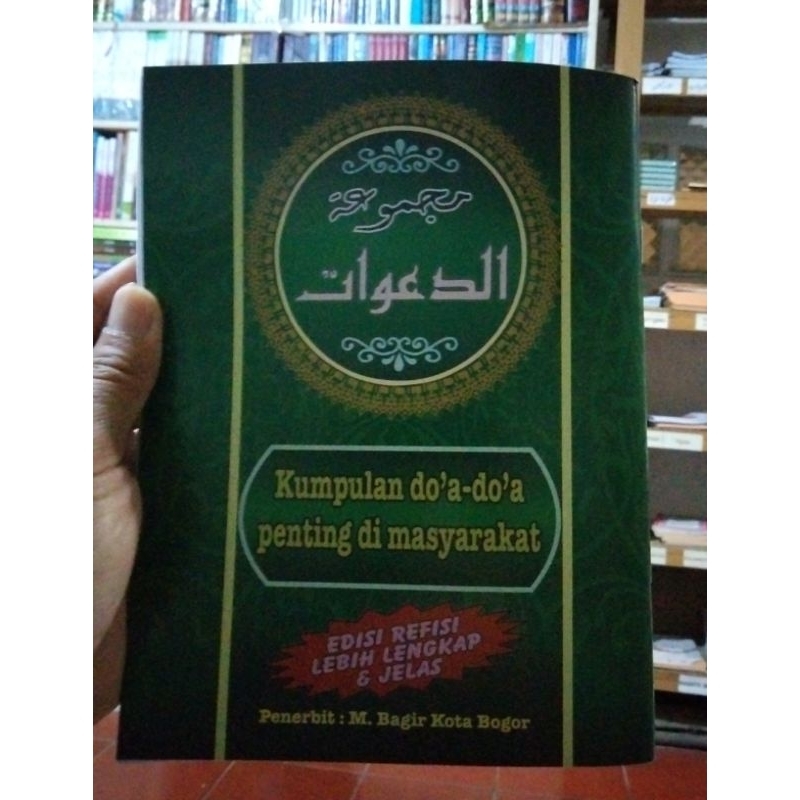 مجموعة
الدعوات
Kumpulan do'a-do'a
penting di masyarakat
EDISI REFISI
LEBIH LENGKAP
& JELAS
Penerbit : M. Bagir Kota Bogor